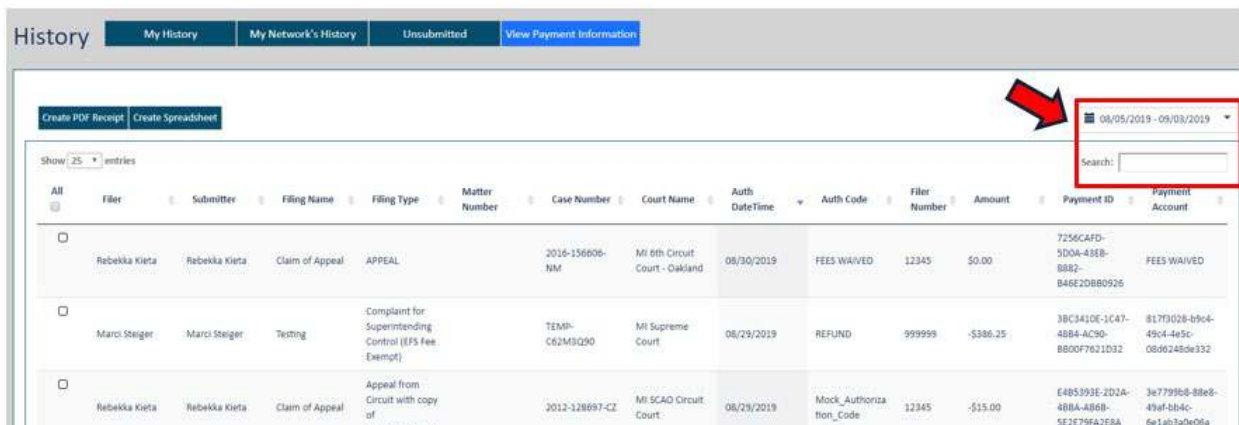 History My History My Network's History Unsubmitted View Payment Information
Create PDF Receipt Create Spreadsheet 08/05/2019 - 09/03/2019
Show 25 entries Search:
All Filer Submitter Filing Name Filing Type Matter Number Case Number Court Name Auth DateTime Auth Code Filer Number Amount Payment ID Payment Account
Rebekka Kieta Rebekka Kieta Claim of Appeal APPEAL 2016-156606-NM MI 6th Circuit Court - Oakland 08/30/2019 FEES WAIVED 12345 $0.00 7256CAFD-5D0A-43EB-8882-B46E2DBB0926 FEES WAIVED
Marci Steiger Marci Steiger Testing Complaint for Superintending Control (EFS Fee Exempt) TEMP-C62M3Q90 MI Supreme Court 08/29/2019 REFUND 999999 -$386.25 3BC3410E-1C47-4BB4-AC90-BB00F7621D32 817f3028-b9c4-49c4-4e5c-08d6248de332
Rebekka Kieta Rebekka Kieta Claim of Appeal Appeal from Circuit with copy of 2012-128697-CZ MI SCAO Circuit Court 08/29/2019 Mock_Authorization_Code 12345 -$15.00 E4B5393E-2D2A-4BBA-AB6B-5E2E79FA2E8A 3e7799b8-88e8-49af-bb4c-6e1ab3a0e06a